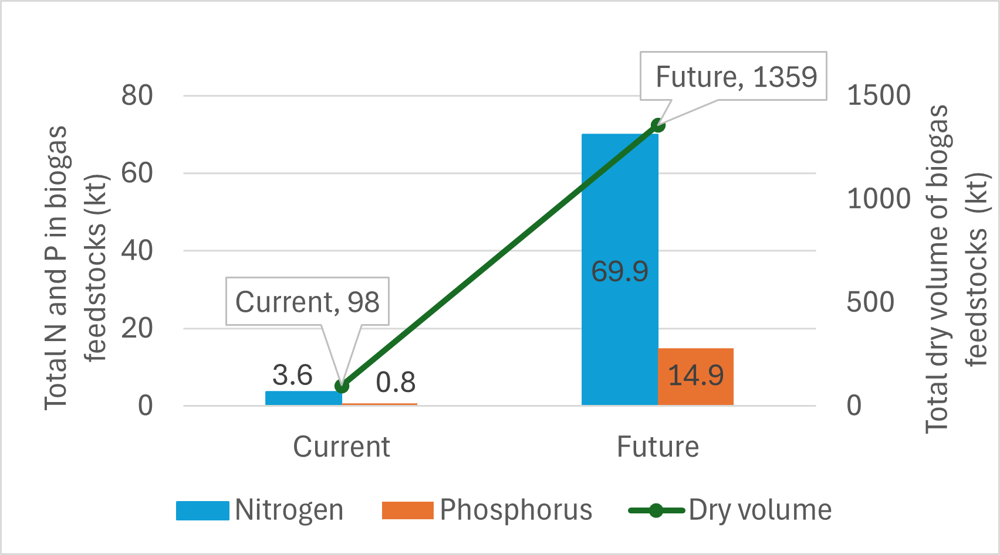 Total N and P in biogas
feedstocks (kt)
80
60
40
20
0
Future, 1359
Current, 98
3.6
0.8
69.9
14.9
1500
1000
500
0
Total dry volume of biogas
feedstocks (kt)
Current
Future
Nitrogen
Phosphorus
Dry volume